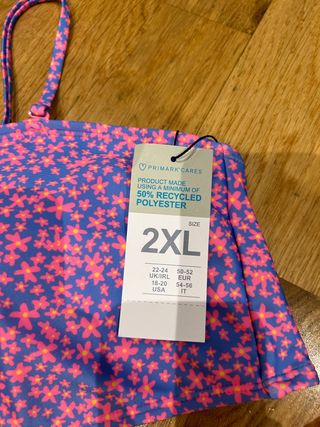 PRIMARK CARES
PRODUCT MADE
USING A MINIMUM OF
50% RECYCLED
POLYESTER
SIZE
2XL
22-24 50-52
UK/IRL EUR
18-20 54-56
USA IT